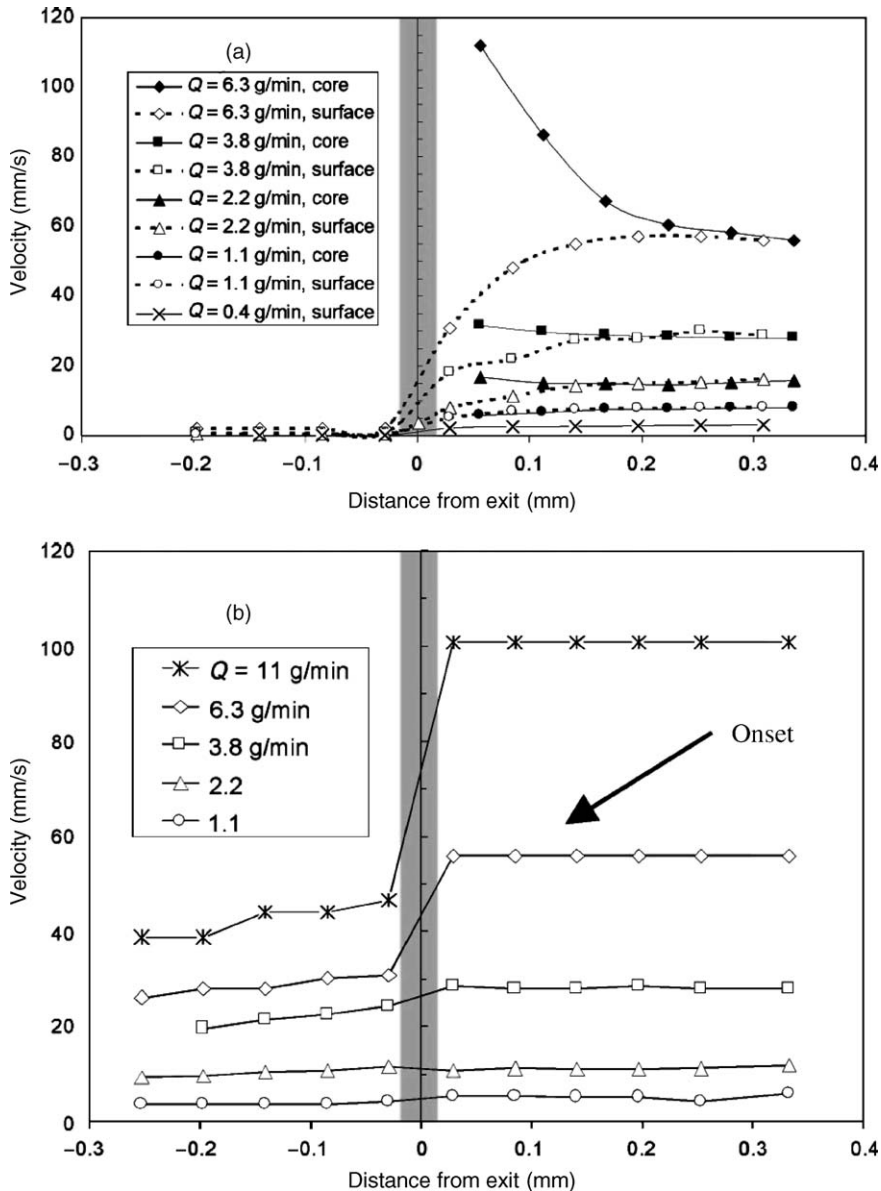 120
(a)
100
Q = 6.3 g/min, core
Q = 6.3 g/min, surface
Q = 3.8 g/min, core
80
Q = 3.8 g/min, surface
Q = 2.2 g/min, core
60
Q = 2.2 g/min, surface
Q = 1.1 g/min, core
40
Q = 1.1 g/min, surface
Q = 0.4 g/min, surface
20
0
Velocity (mm/s)
−0.3 −0.2 −0.1 0 0.1 0.2 0.3 0.4
Distance from exit (mm)
120
(b)
100
Q = 11 g/min
6.3 g/min
80
3.8 g/min
Onset
2.2
1.1
60
40
20
0
Velocity (mm/s)
−0.3 −0.2 −0.1 0 0.1 0.2 0.3 0.4
Distance from exit (mm)